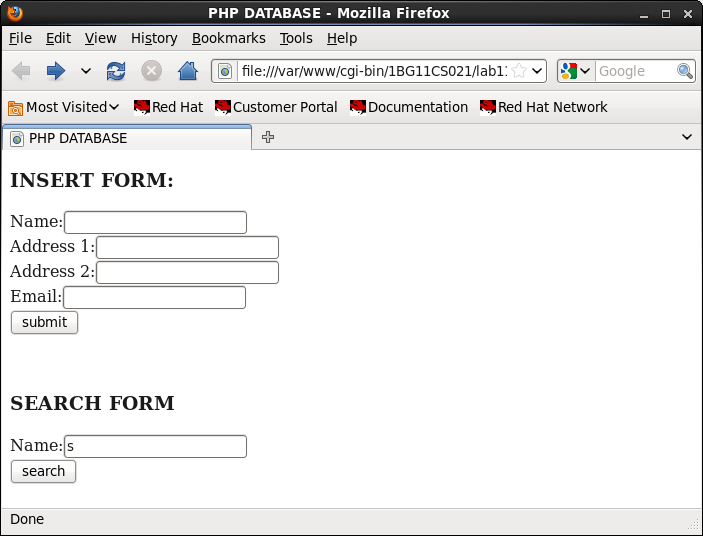 PHP DATABASE - Mozilla Firefox
File Edit View History Bookmarks Tools Help
file:///var/www/cgi-bin/1BG11CS021/lab1 Google
Most Visited Red Hat Customer Portal Documentation Red Hat Network
PHP DATABASE
INSERT FORM:
Name:
Address 1:
Address 2:
Email:
submit
SEARCH FORM
Name:s
search
Done